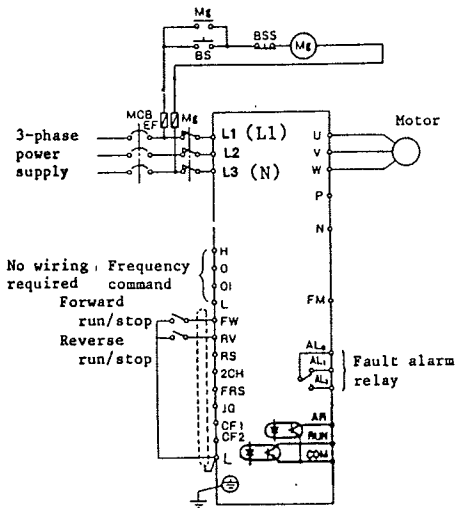 Mg
BS
BSS
Mg
MCB
EF
Mg
3-phase
power
supply
L1 (L1)
L2
L3 (N)
U
V
W
Motor
P
N
H
O
OI
L
No wiring
required
Frequency
command
FM
Forward
run/stop
FW
Reverse
run/stop
RV
RS
2CH
FRS
JG
CF1
CF2
L
AL₀
AL₁
AL₂
Fault alarm
relay
AR
RUN
COM